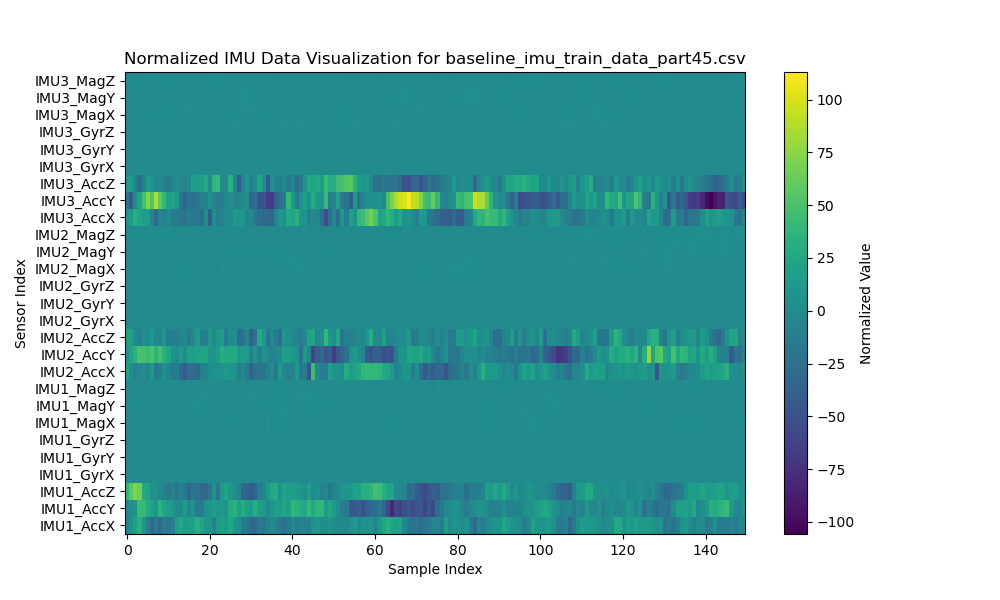 Normalized IMU Data Visualization for baseline_imu_train_data_part45.csv
IMU3_MagZ
IMU3_MagY
IMU3_MagX
IMU3_GyrZ
IMU3_GyrY
IMU3_GyrX
IMU3_AccZ
IMU3_AccY
IMU3_AccX
IMU2_MagZ
IMU2_MagY
IMU2_MagX
IMU2_GyrZ
IMU2_GyrY
IMU2_GyrX
IMU2_AccZ
IMU2_AccY
IMU2_AccX
IMU1_MagZ
IMU1_MagY
IMU1_MagX
IMU1_GyrZ
IMU1_GyrY
IMU1_GyrX
IMU1_AccZ
IMU1_AccY
IMU1_AccX
Sensor Index
0 20 40 60 80 100 120 140
Sample Index
100
75
50
25
0
−25
−50
−75
−100
Normalized Value